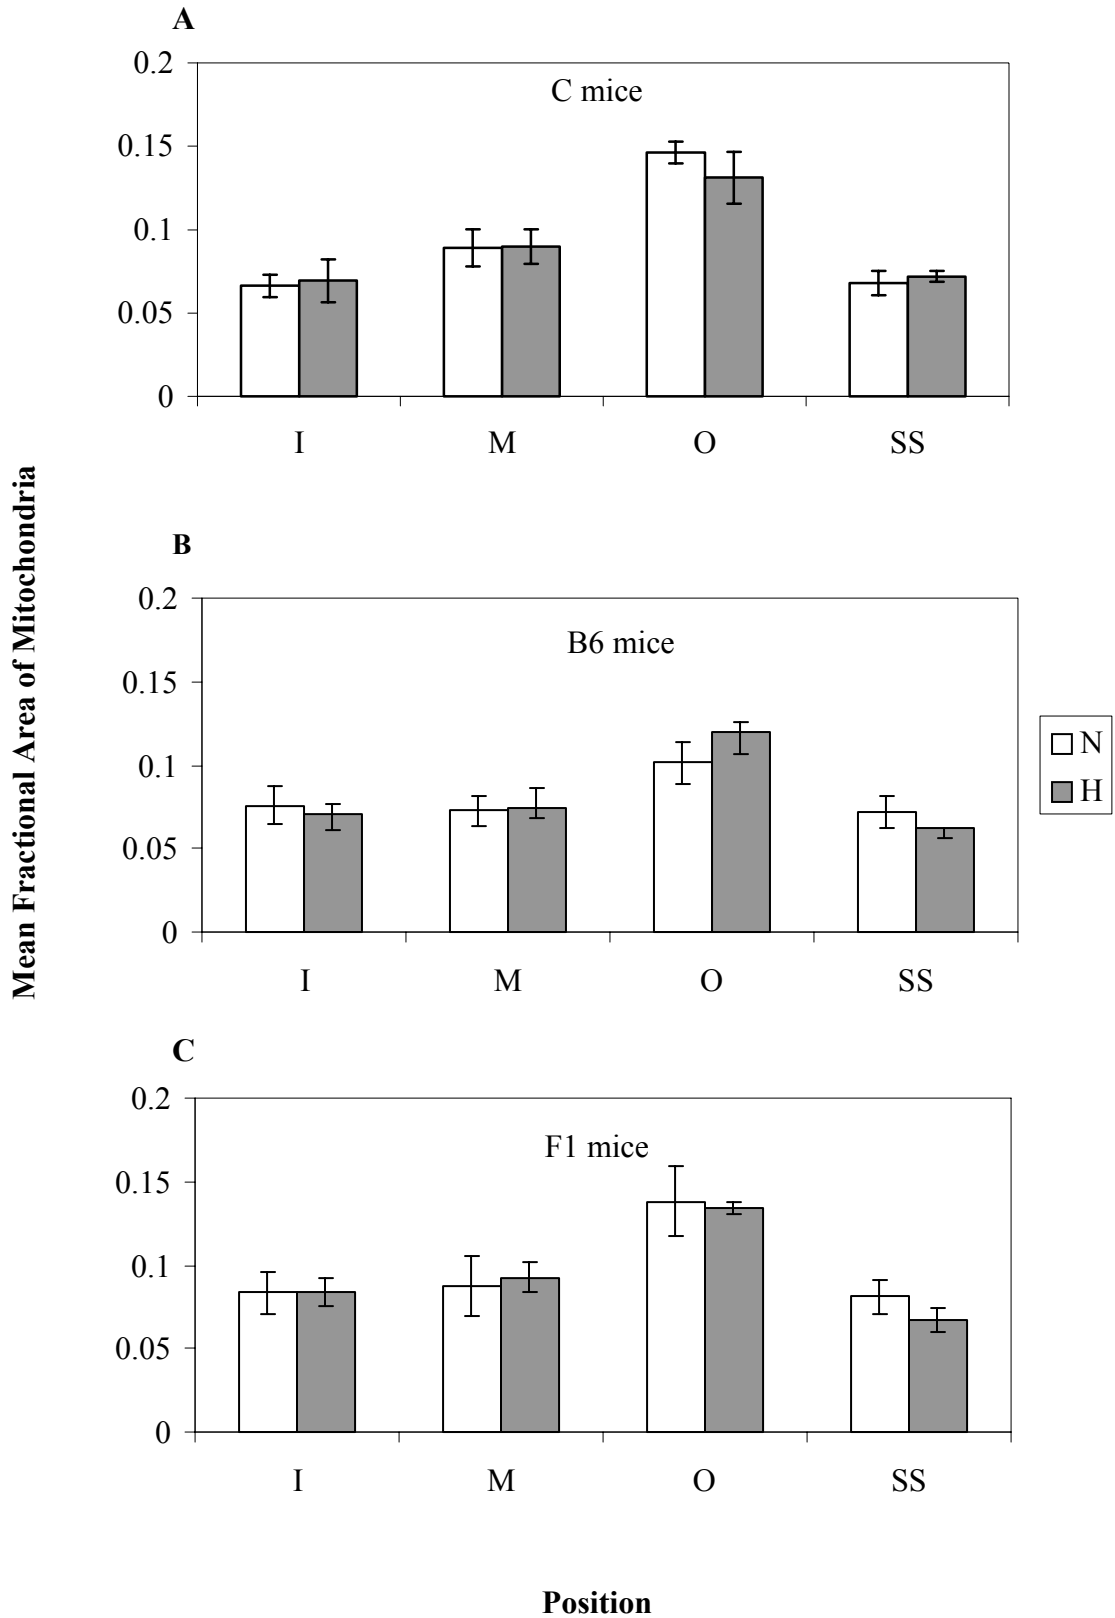 A
C mice
0.2
0.15
0.1
0.05
0
I M O SS
Mean Fractional Area of Mitochondria
B
B6 mice
0.2
0.15
0.1
0.05
0
I M O SS
N
H
C
F1 mice
0.2
0.15
0.1
0.05
0
I M O SS
Position